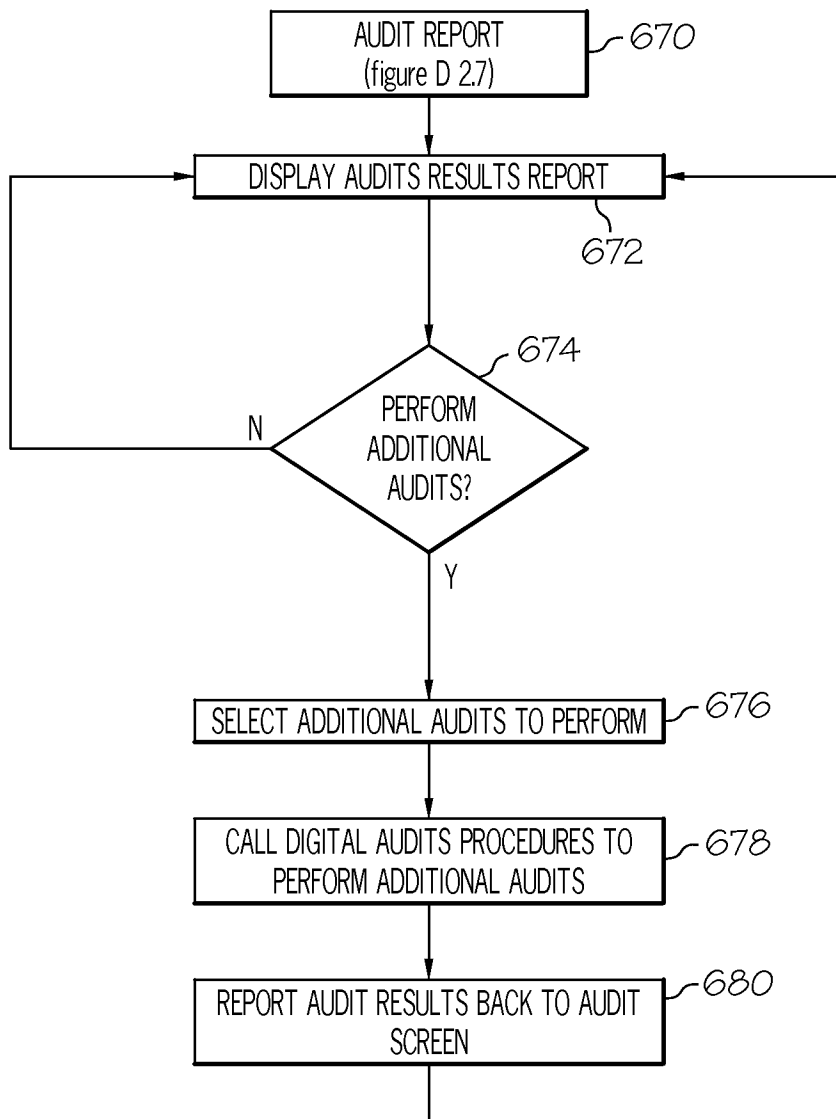 AUDIT REPORT
(figure D 2.7)
670
DISPLAY AUDITS RESULTS REPORT
672
674
PERFORM
ADDITIONAL
AUDITS?
N
Y
SELECT ADDITIONAL AUDITS TO PERFORM
676
CALL DIGITAL AUDITS PROCEDURES TO
PERFORM ADDITIONAL AUDITS
678
REPORT AUDIT RESULTS BACK TO AUDIT
SCREEN
680